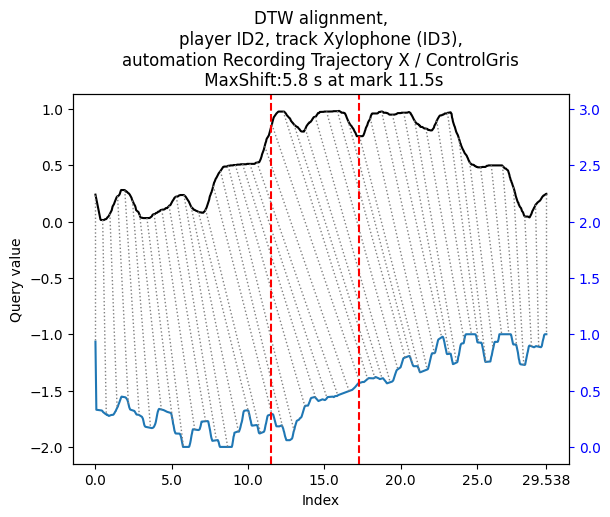 DTW alignment,
player ID2, track Xylophone (ID3),
automation Recording Trajectory X / ControlGris
MaxShift:5.8 s at mark 11.5s
1.0
0.5
0.0
−0.5
−1.0
−1.5
−2.0
Query value
3.0
2.5
2.0
1.5
1.0
0.5
0.0
0.0 5.0 10.0 15.0 20.0 25.0 29.538
Index